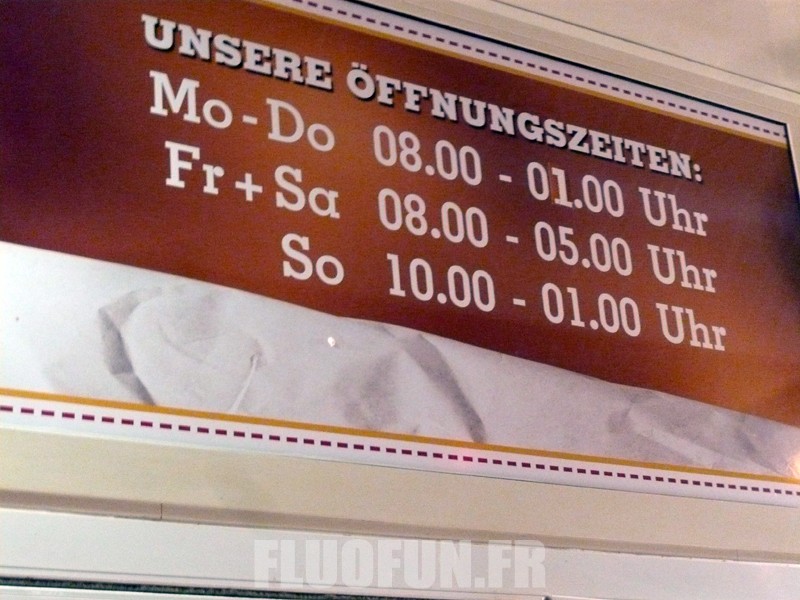 UNSERE ÖFFNUNGSZEITEN:
Mo-Do 08.00 - 01.00 Uhr
Fr+Sa 08.00 - 05.00 Uhr
So 10.00 - 01.00 Uhr
FLUOFUN.FR